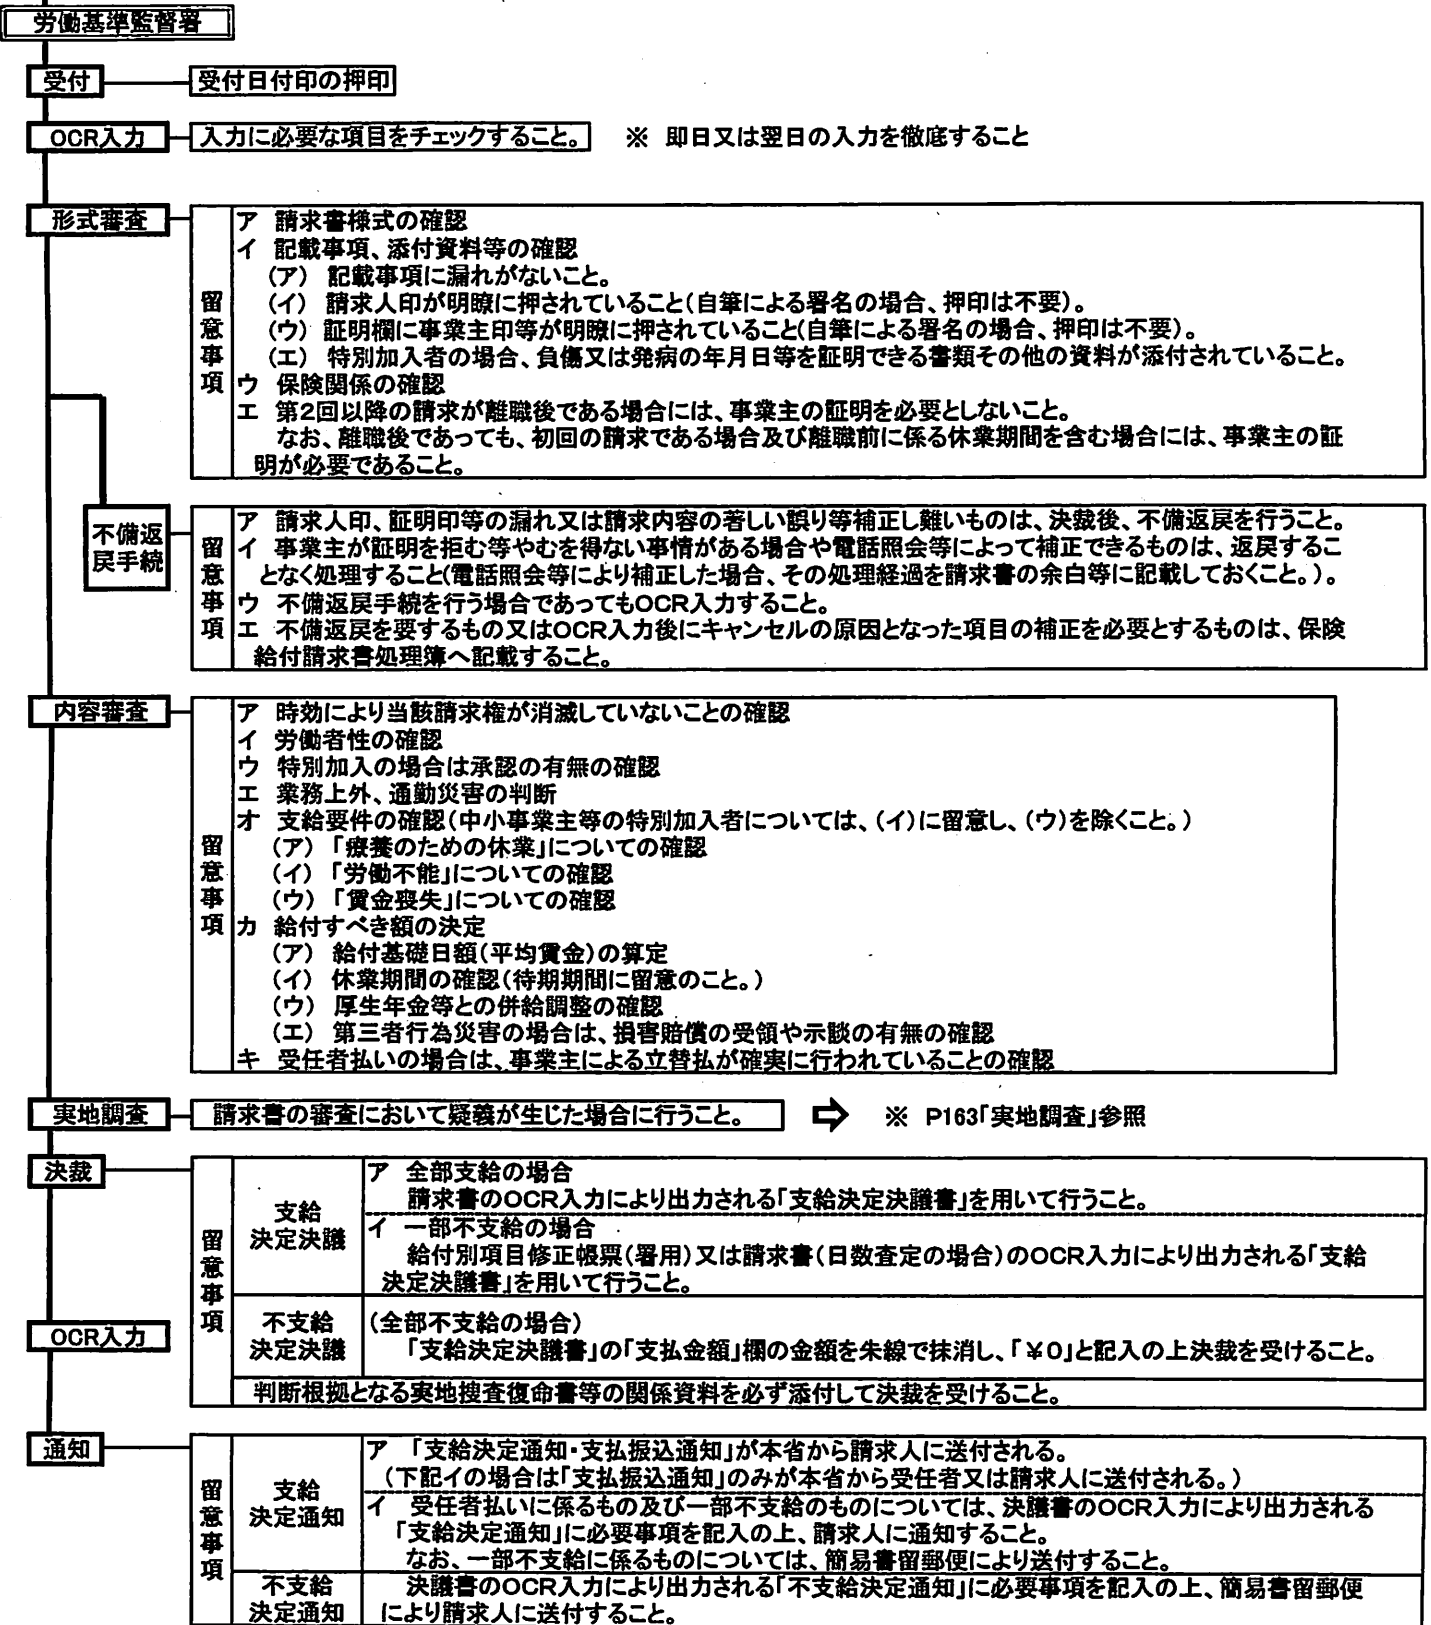 労働基準監督署
受付
受付日付印の押印
OCR入力
入力に必要な項目をチェックすること。
※ 即日又は翌日の入力を徹底すること
形式審査
留意事項
ア 請求書様式の確認
イ 記載事項、添付資料等の確認
(ア) 記載事項に漏れがないこと。
(イ) 請求人印が明瞭に押されていること(自筆による署名の場合、押印は不要)。
(ウ) 証明欄に事業主印等が明瞭に押されていること(自筆による署名の場合、押印は不要)。
(エ) 特別加入者の場合、負傷又は発病の年月日等を証明できる書類その他の資料が添付されていること。
ウ 保険関係の確認
エ 第2回以降の請求が離職後である場合には、事業主の証明を必要としないこと。
なお、離職後であっても、初回の請求である場合及び離職前に係る休業期間を含む場合には、事業主の証
明が必要であること。
不備返
戻手続
留意事項
ア 請求人印、証明印等の漏れ又は請求内容の著しい誤り等補正し難いものは、決裁後、不備返戻を行うこと。
イ 事業主が証明を拒む等やむを得ない事情がある場合や電話照会等によって補正できるものは、返戻するこ
となく処理すること(電話照会等により補正した場合、その処理経過を請求書の余白等に記載しておくこと。)。
ウ 不備返戻手続を行う場合であってもOCR入力すること。
エ 不備返戻を要するもの又はOCR入力後にキャンセルの原因となった項目の補正を必要とするものは、保険
給付請求書処理簿へ記載すること。
内容審査
留意事項
ア 時効により当該請求権が消滅していないことの確認
イ 労働者性の確認
ウ 特別加入の場合は承認の有無の確認
エ 業務上外、通勤災害の判断
オ 支給要件の確認(中小事業主等の特別加入者については、(イ)に留意し、(ウ)を除くこと。)
(ア) 「療養のための休業」についての確認
(イ) 「労働不能」についての確認
(ウ) 「賃金喪失」についての確認
カ 給付すべき額の決定
(ア) 給付基礎日額(平均賃金)の算定
(イ) 休業期間の確認(待期期間に留意のこと。)
(ウ) 厚生年金等との併給調整の確認
(エ) 第三者行為災害の場合は、損害賠償の受領や示談の有無の確認
キ 受任者払いの場合は、事業主による立替払が確実に行われていることの確認
実地調査
請求書の審査において疑義が生じた場合に行うこと。
⇨ ※ P163「実地調査」参照
決裁
留意事項
支給
決定決議
ア 全部支給の場合
請求書のOCR入力により出力される「支給決定決議書」を用いて行うこと。
イ 一部不支給の場合
給付別項目修正帳票(署用)又は請求書(日数査定の場合)のOCR入力により出力される「支給
決定決議書」を用いて行うこと。
OCR入力
不支給
決定決議
(全部不支給の場合)
「支給決定決議書」の「支払金額」欄の金額を朱線で抹消し、「¥0」と記入の上決裁を受けること。
判断根拠となる実地捜査復命書等の関係資料を必ず添付して決裁を受けること。
通知
留意事項
支給
決定通知
ア 「支給決定通知・支払振込通知」が本省から請求人に送付される。
(下記イの場合は「支払振込通知」のみが本省から受任者又は請求人に送付される。)
イ 受任者払いに係るもの及び一部不支給のものについては、決議書のOCR入力により出力される
「支給決定通知」に必要事項を記入の上、請求人に通知すること。
なお、一部不支給に係るものについては、簡易書留郵便により送付すること。
不支給
決定通知
決議書のOCR入力により出力される「不支給決定通知」に必要事項を記入の上、簡易書留郵便
により請求人に送付すること。